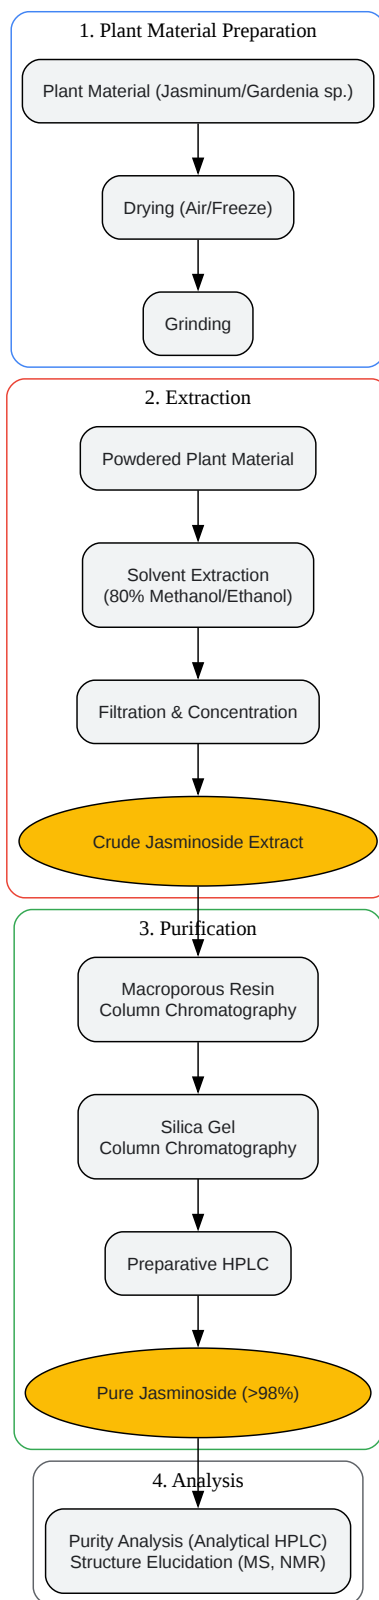 1. Plant Material Preparation
Plant Material (Jasminum/Gardenia sp.)
Drying (Air/Freeze)
Grinding
2. Extraction
Powdered Plant Material
Solvent Extraction
(80% Methanol/Ethanol)
Filtration & Concentration
Crude Jasminoside Extract
3. Purification
Macroporous Resin
Column Chromatography
Silica Gel
Column Chromatography
Preparative HPLC
Pure Jasminoside (>98%)
4. Analysis
Purity Analysis (Analytical HPLC)
Structure Elucidation (MS, NMR)